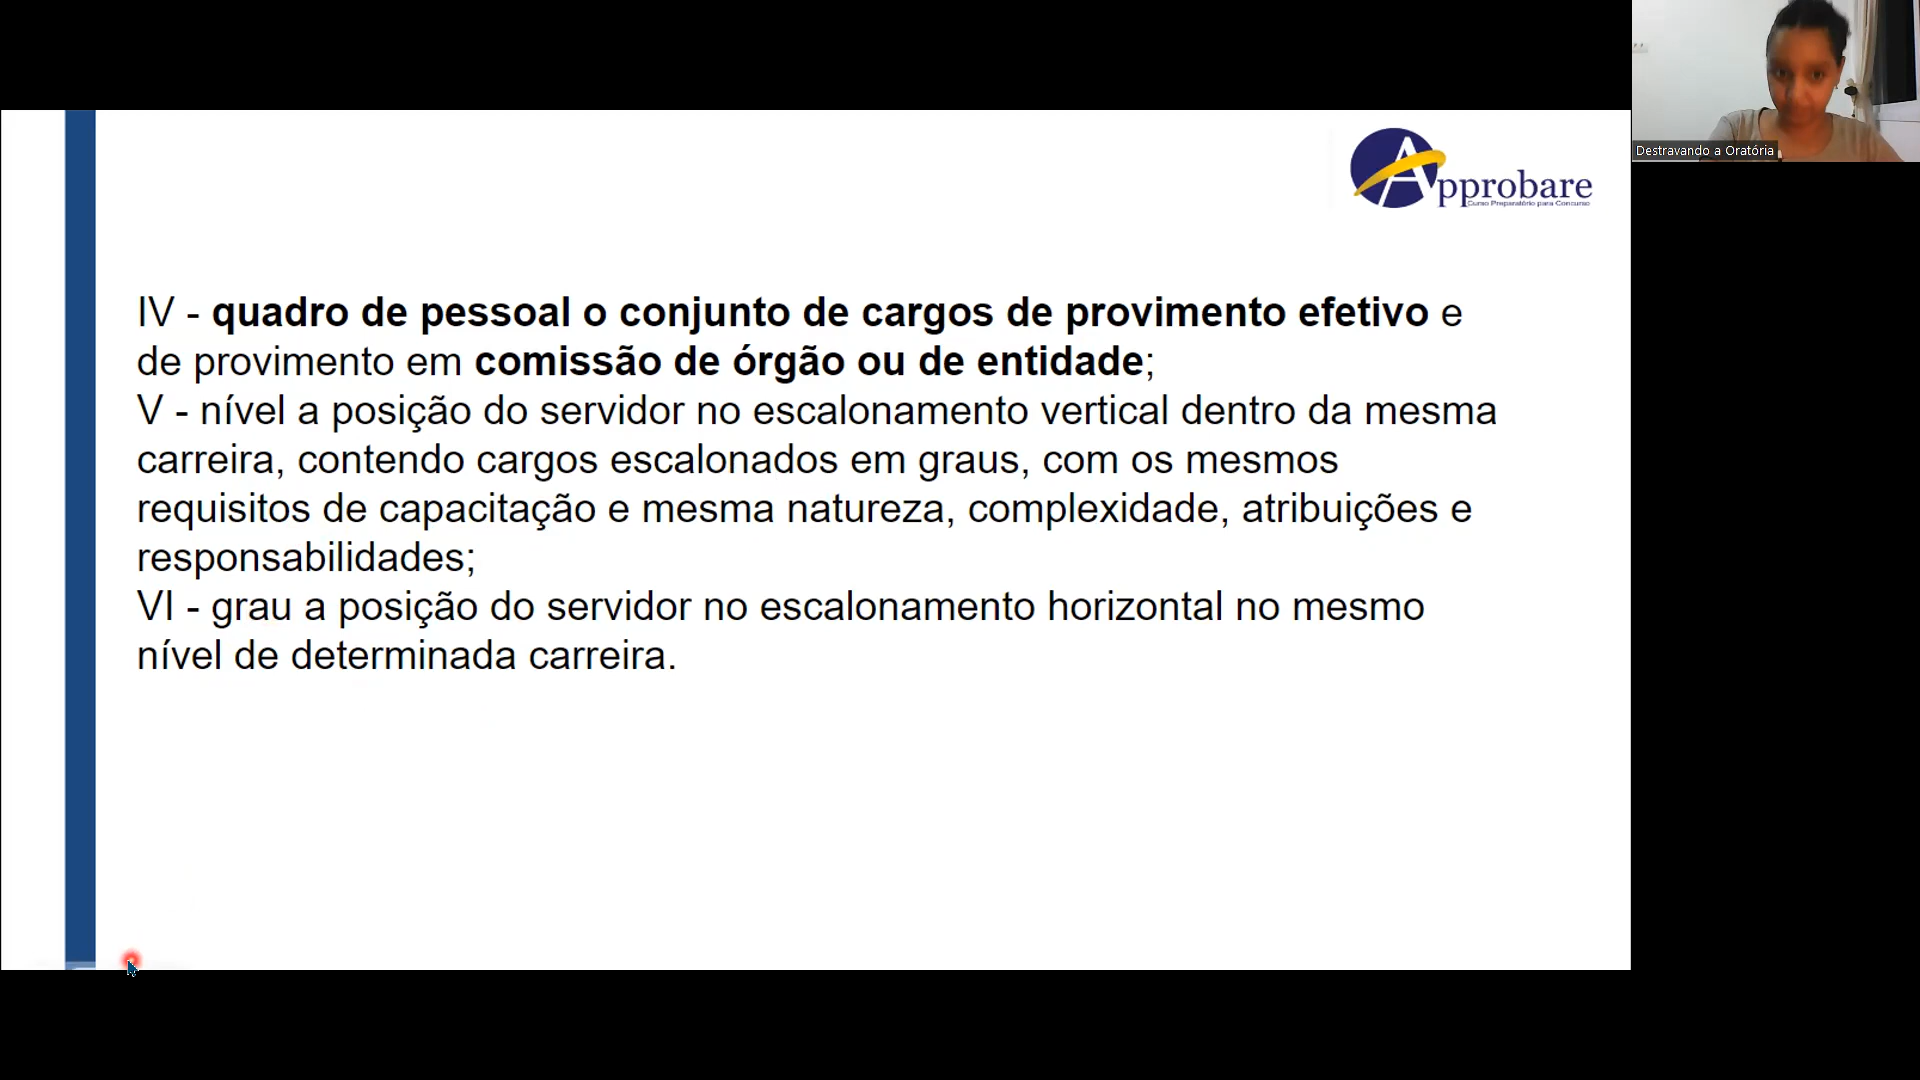 Approbare
Curso Preparatório para Concurso
Destravando a Oratória
IV - quadro de pessoal o conjunto de cargos de provimento efetivo e
de provimento em comissão de órgão ou de entidade;
V - nível a posição do servidor no escalonamento vertical dentro da mesma
carreira, contendo cargos escalonados em graus, com os mesmos
requisitos de capacitação e mesma natureza, complexidade, atribuições e
responsabilidades;
VI - grau a posição do servidor no escalonamento horizontal no mesmo
nível de determinada carreira.